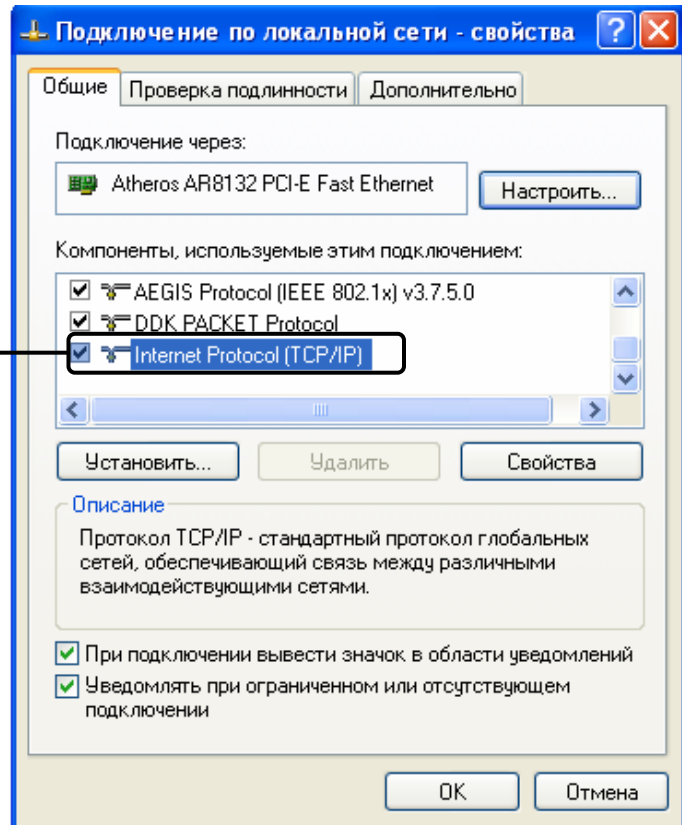 Подключение по локальной сети - свойства
Общие
Проверка подлинности
Дополнительно
Подключение через:
Atheros AR8132 PCI-E Fast Ethernet
Настроить...
Компоненты, используемые этим подключением:
AEGIS Protocol (IEEE 802.1x) v3.7.5.0
DDK PACKET Protocol
Internet Protocol (TCP/IP)
Установить...
Удалить
Свойства
Описание
Протокол TCP/IP - стандартный протокол глобальных
сетей, обеспечивающий связь между различными
взаимодействующими сетями.
При подключении вывести значок в области уведомлений
Уведомлять при ограниченном или отсутствующем
подключении
OK
Отмена